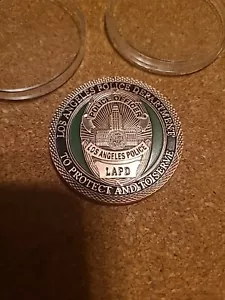 LOS ANGELES POLICE DEPARTMENT
POLICE OFFICER
LOS ANGELES POLICE
LAPD
TO PROTECT AND TO SERVE